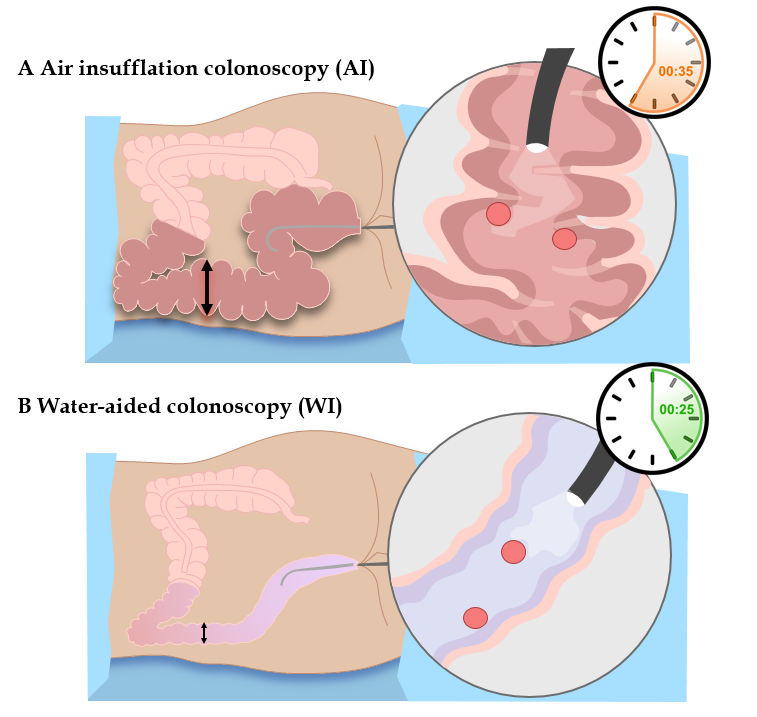 A Air insufflation colonoscopy (AI)
00:35
B Water-aided colonoscopy (WI)
00:25